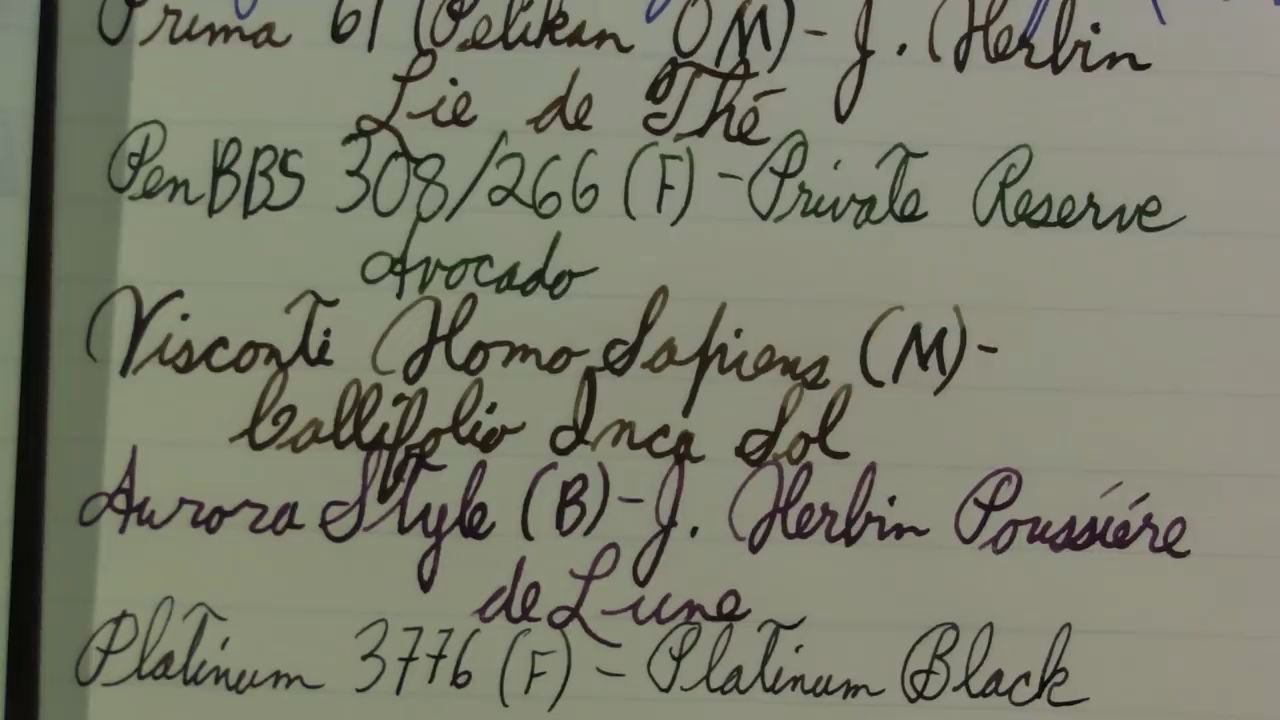 Prima 61 (Pelikan OM) - J. Herbin
Lie de Thé
PenBBS 308/266 (F) - Private Reserve
Avocado
Visconti Homo Sapiens (M) -
Callifolio Inca Sol
Aurora Style (B) - J. Herbin Poussíére
de Lune
Platinum 3776 (F) - Platinum Black